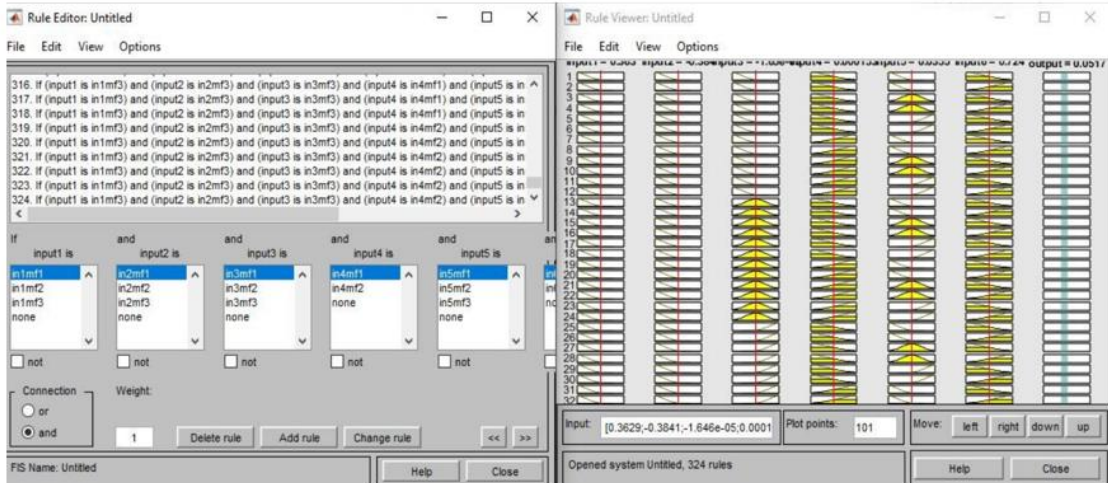 Rule Editor: Untitled
File Edit View Options
316. If (input1 is in1mf3) and (input2 is in2mf3) and (input3 is in3mf3) and (input4 is in4mf1) and (input5 is in
317. If (input1 is in1mf3) and (input2 is in2mf3) and (input3 is in3mf3) and (input4 is in4mf1) and (input5 is in
318. If (input1 is in1mf3) and (input2 is in2mf3) and (input3 is in3mf3) and (input4 is in4mf1) and (input5 is in
319. If (input1 is in1mf3) and (input2 is in2mf3) and (input3 is in3mf3) and (input4 is in4mf2) and (input5 is in
320. If (input1 is in1mf3) and (input2 is in2mf3) and (input3 is in3mf3) and (input4 is in4mf2) and (input5 is in
321. If (input1 is in1mf3) and (input2 is in2mf3) and (input3 is in3mf3) and (input4 is in4mf2) and (input5 is in
322. If (input1 is in1mf3) and (input2 is in2mf3) and (input3 is in3mf3) and (input4 is in4mf2) and (input5 is in
323. If (input1 is in1mf3) and (input2 is in2mf3) and (input3 is in3mf3) and (input4 is in4mf2) and (input5 is in
324. If (input1 is in1mf3) and (input2 is in2mf3) and (input3 is in3mf3) and (input4 is in4mf2) and (input5 is in
If and and and and an
input1 is input2 is input3 is input4 is input5 is
in1mf1 in2mf1 in3mf1 in4mf1 in5mf1
in1mf2 in2mf2 in3mf2 in4mf2 in5mf2
in1mf3 in2mf3 in3mf3 none in5mf3
none none none none
not not not not not
Connection Weight:
or
and 1 Delete rule Add rule Change rule << >>
FIS Name: Untitled Help Close
Rule Viewer: Untitled
File Edit View Options
output = 0.0517
1
2
3
4
5
6
7
8
9
10
11
12
13
14
15
16
17
18
19
20
21
22
23
24
25
26
27
28
29
30
31
32
Input: [0.3629;-0.3841;-1.646e-05;0.0001 Plot points: 101 Move: left right down up
Opened system Untitled, 324 rules Help Close